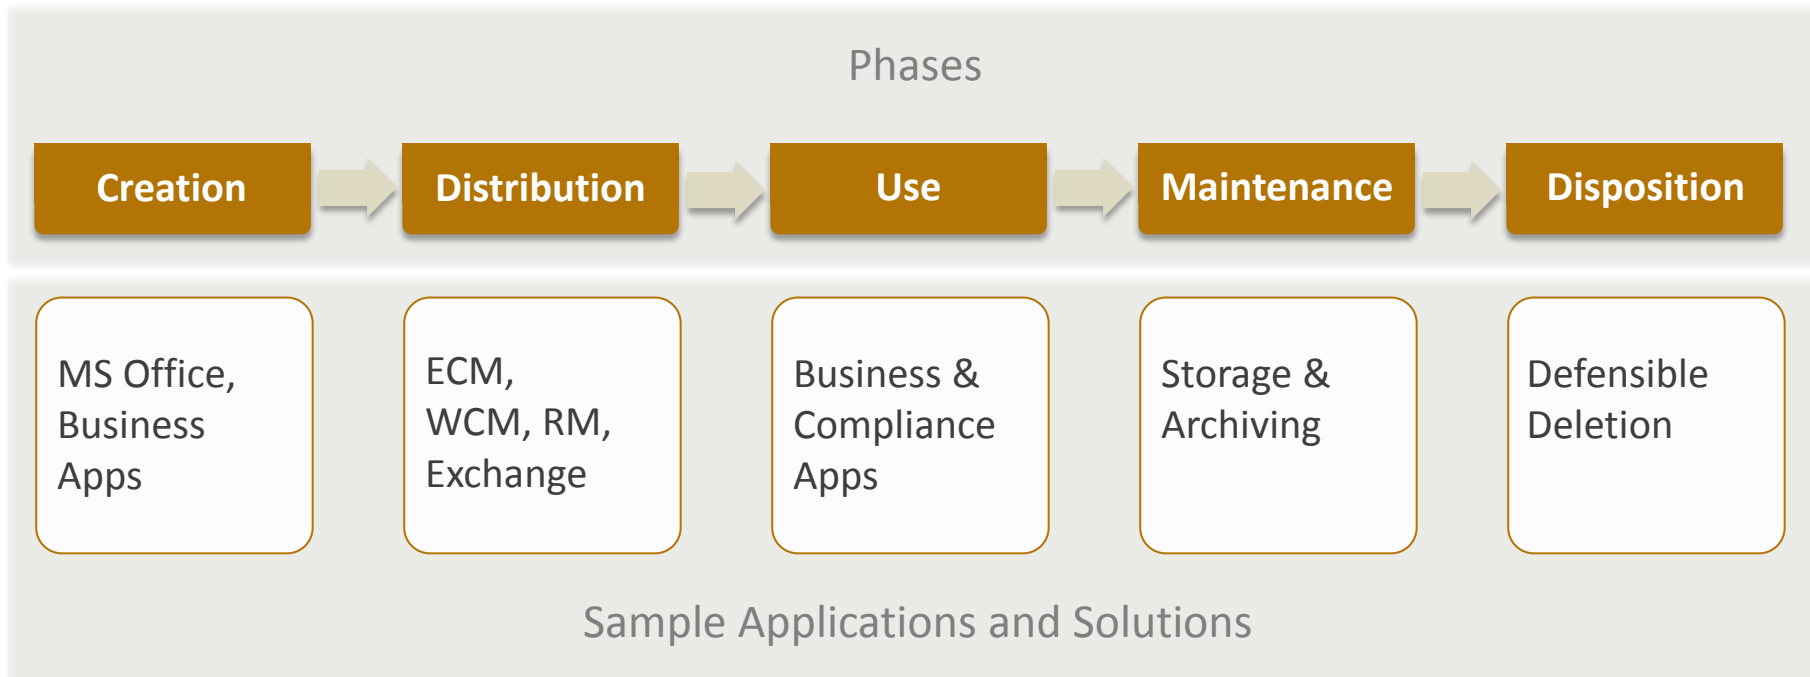 Phases
Creation
Distribution
Use
Maintenance
Disposition
MS Office,
Business
Apps
ECM,
WCM, RM,
Exchange
Business &
Compliance
Apps
Storage &
Archiving
Defensible
Deletion
Sample Applications and Solutions